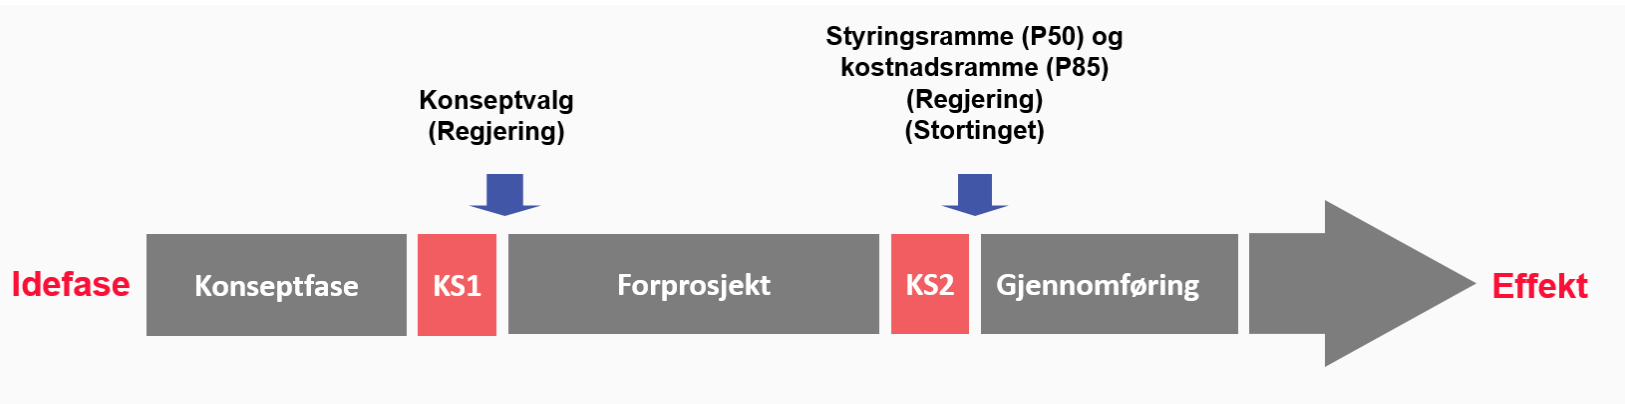 Styringsramme (P50) og
kostnadsramme (P85)
(Regjering)
(Stortinget)
Konseptvalg
(Regjering)
Idefase
Konseptfase
KS1
Forprosjekt
KS2
Gjennomføring
Effekt